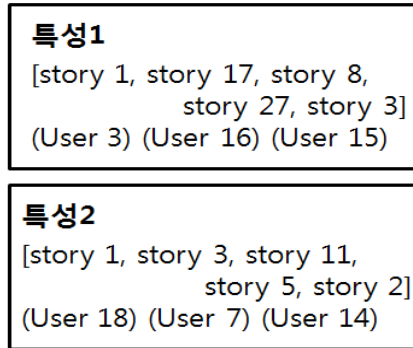 특성1
[story 1, story 17, story 8,
story 27, story 3]
(User 3) (User 16) (User 15)
특성2
[story 1, story 3, story 11,
story 5, story 2]
(User 18) (User 7) (User 14)